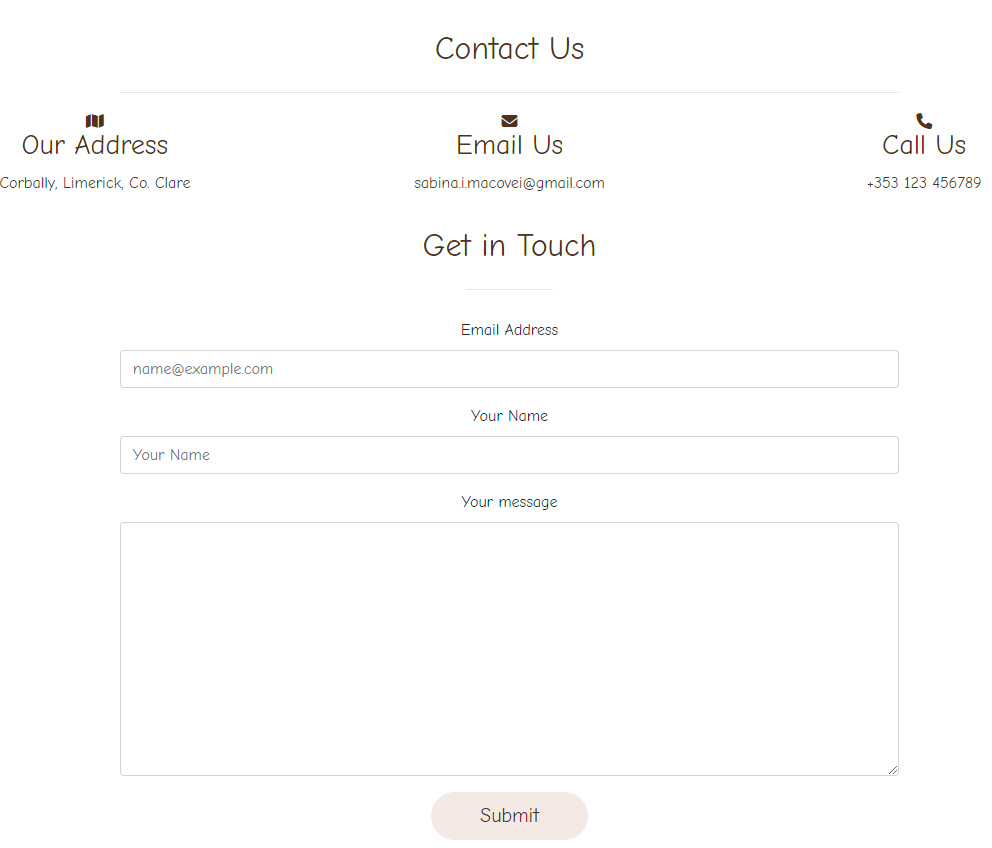 Contact Us
Our Address
Corbally, Limerick, Co. Clare
Email Us
sabina.i.macovei@gmail.com
Call Us
+353 123 456789
Get in Touch
Email Address
name@example.com
Your Name
Your Name
Your message
Submit